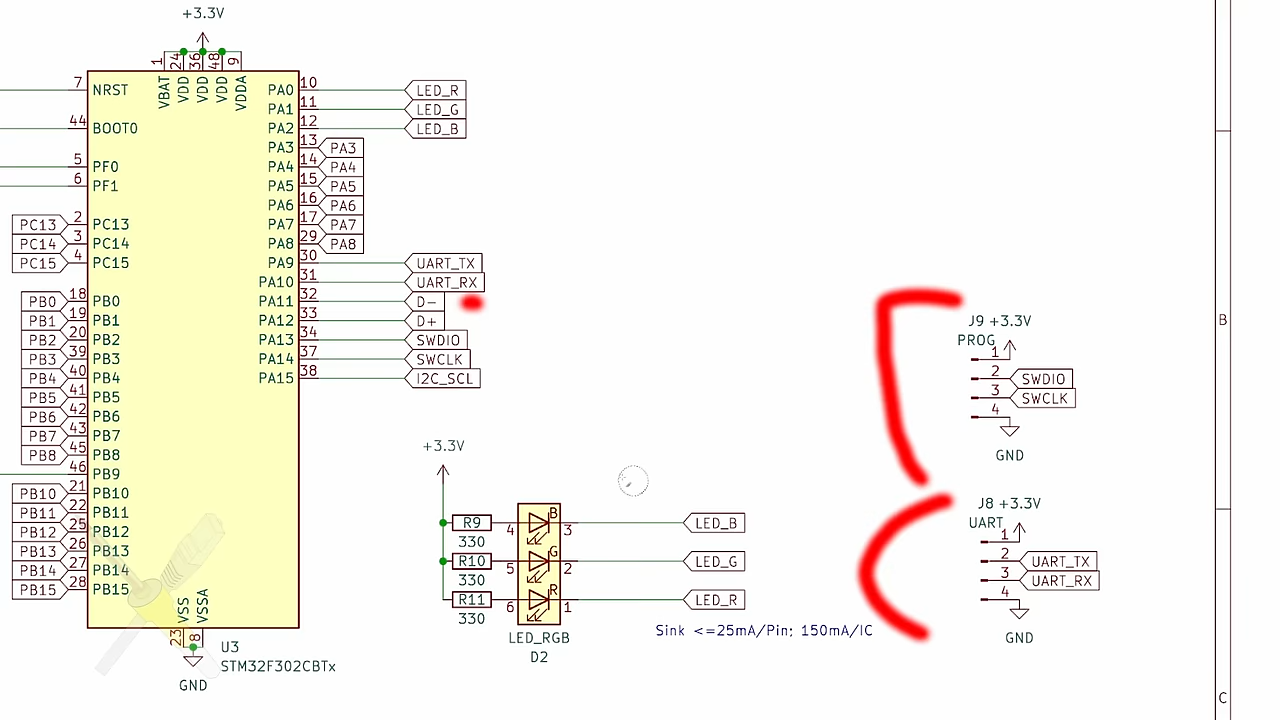 +3.3V
1 24 36 48 9
VBAT VDD VDD VDD VDDA
7 NRST PA0 10 LED_R
PA1 11 LED_G
44 BOOT0 PA2 12 LED_B
PA3 13 PA3
5 PF0 PA4 14 PA4
6 PF1 PA5 15 PA5
PA6 16 PA6
PC13 2 PC13 PA7 17 PA7
PC14 3 PC14 PA8 29 PA8
PC15 4 PC15 PA9 30 UART_TX
PA10 31 UART_RX
PB0 18 PB0 PA11 32 D-
PB1 19 PB1 PA12 33 D+
PB2 20 PB2 PA13 34 SWDIO
PB3 39 PB3 PA14 37 SWCLK
PB4 40 PB4 PA15 38 I2C_SCL
PB5 41 PB5
PB6 42 PB6
PB7 43 PB7
PB8 45 PB8
46 PB9
PB10 21 PB10
PB11 22 PB11
PB12 25 PB12
PB13 26 PB13
PB14 27 PB14
PB15 28 PB15
VSS VSSA
23 8
U3
STM32F302CBTx
GND
+3.3V
R9 4 B 3 LED_B
330
R10 5 G 2 LED_G
330
R11 6 R 1 LED_R
330
LED_RGB
D2
Sink <=25mA/Pin; 150mA/IC
J9 +3.3V
PROG
1
2 SWDIO
3 SWCLK
4
GND
J8 +3.3V
UART
1
2 UART_TX
3 UART_RX
4
GND
B
C